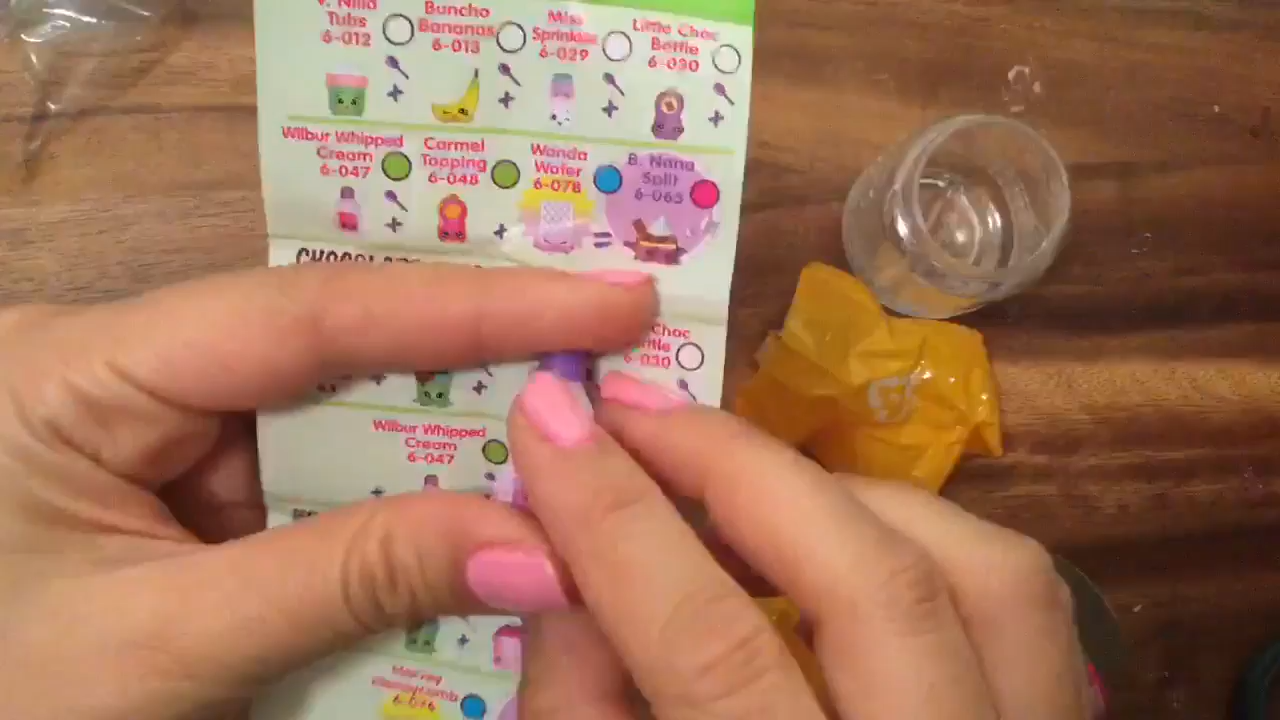 Tubs
6-012
Buncho
Bananas
6-013
Miss
Sprinkles
6-029
Little Choc
Bottle
6-030
Wilbur Whipped
Cream
6-047
Carmel
Topping
6-048
Wanda
Wafer
6-078
B. Nana
Split
6-065
Choc
6-030
Wilbur Whipped
Cream
6-047
6-076